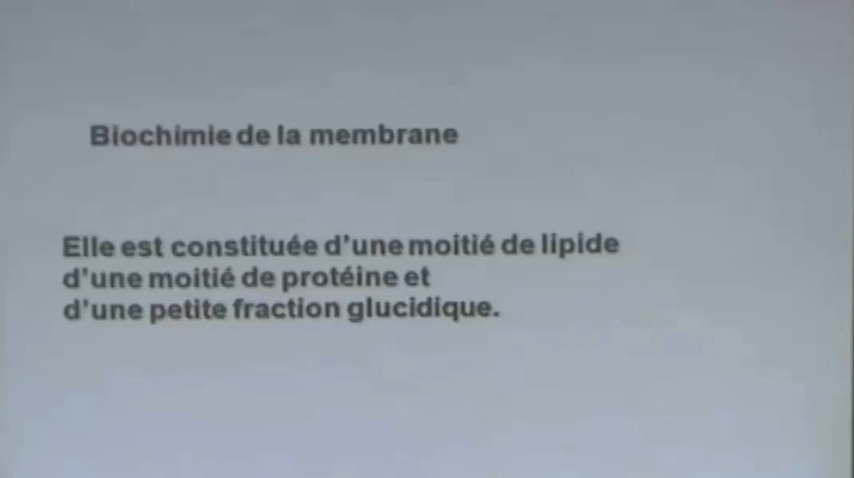 Biochimie de la membrane
Elle est constituée d'une moitié de lipide
d'une moitié de protéine et
d'une petite fraction glucidique.